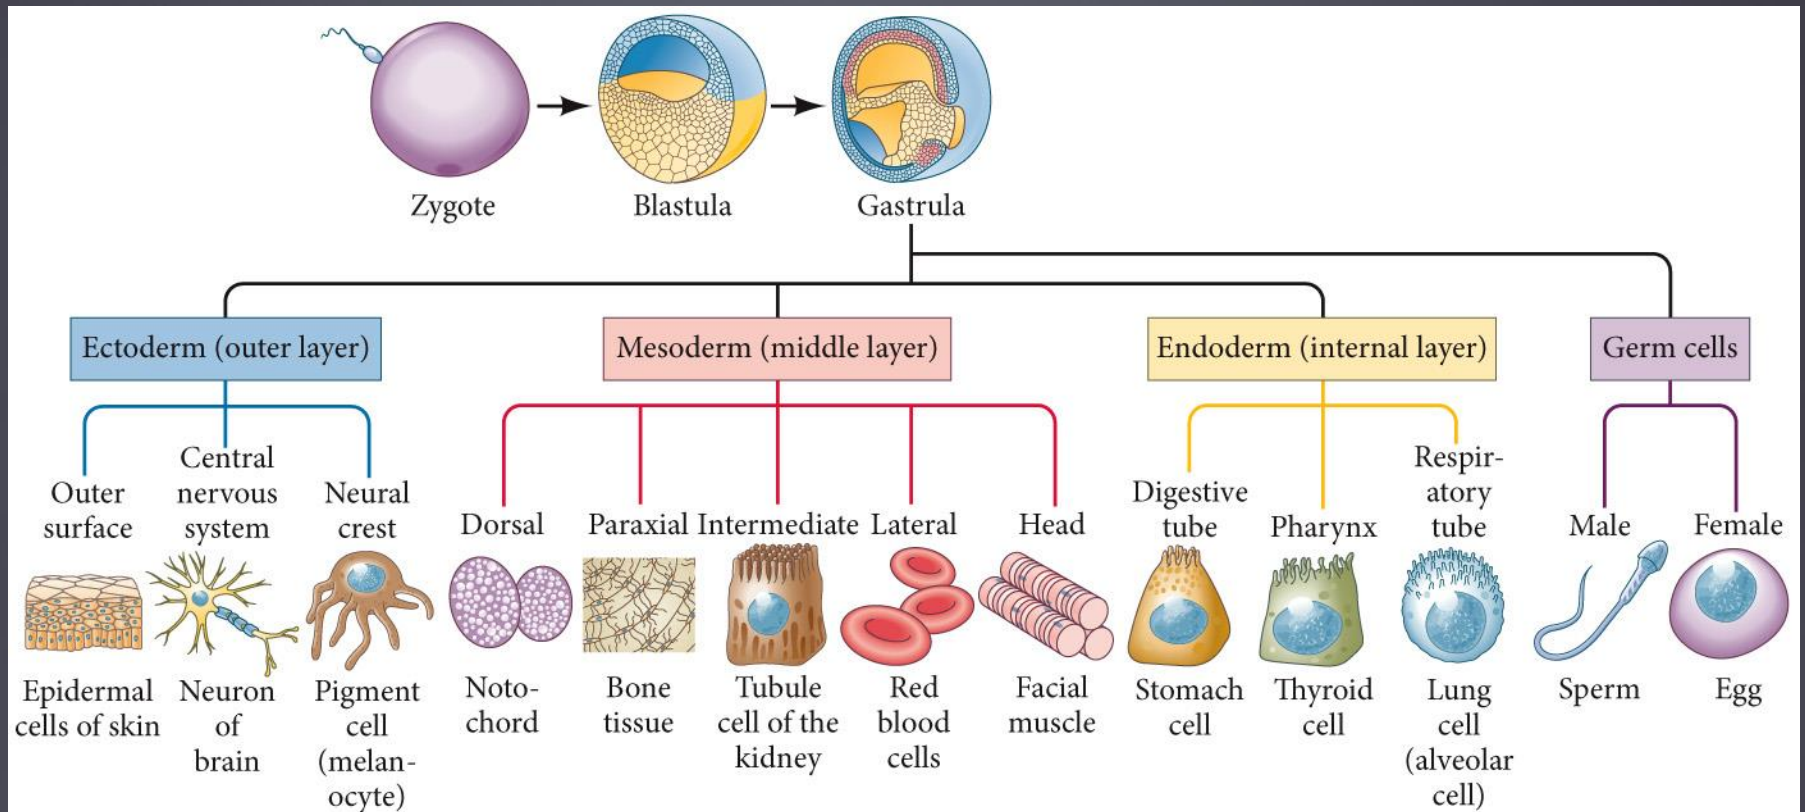 Zygote
Blastula
Gastrula
Ectoderm (outer layer)
Mesoderm (middle layer)
Endoderm (internal layer)
Germ cells
Outer
surface
Central
nervous
system
Neural
crest
Dorsal
Paraxial
Intermediate
Lateral
Head
Digestive
tube
Pharynx
Respir-
atory
tube
Male
Female
Epidermal
cells of skin
Neuron
of
brain
Pigment
cell
(melan-
ocyte)
Noto-
chord
Bone
tissue
Tubule
cell of the
kidney
Red
blood
cells
Facial
muscle
Stomach
cell
Thyroid
cell
Lung
cell
(alveolar
cell)
Sperm
Egg